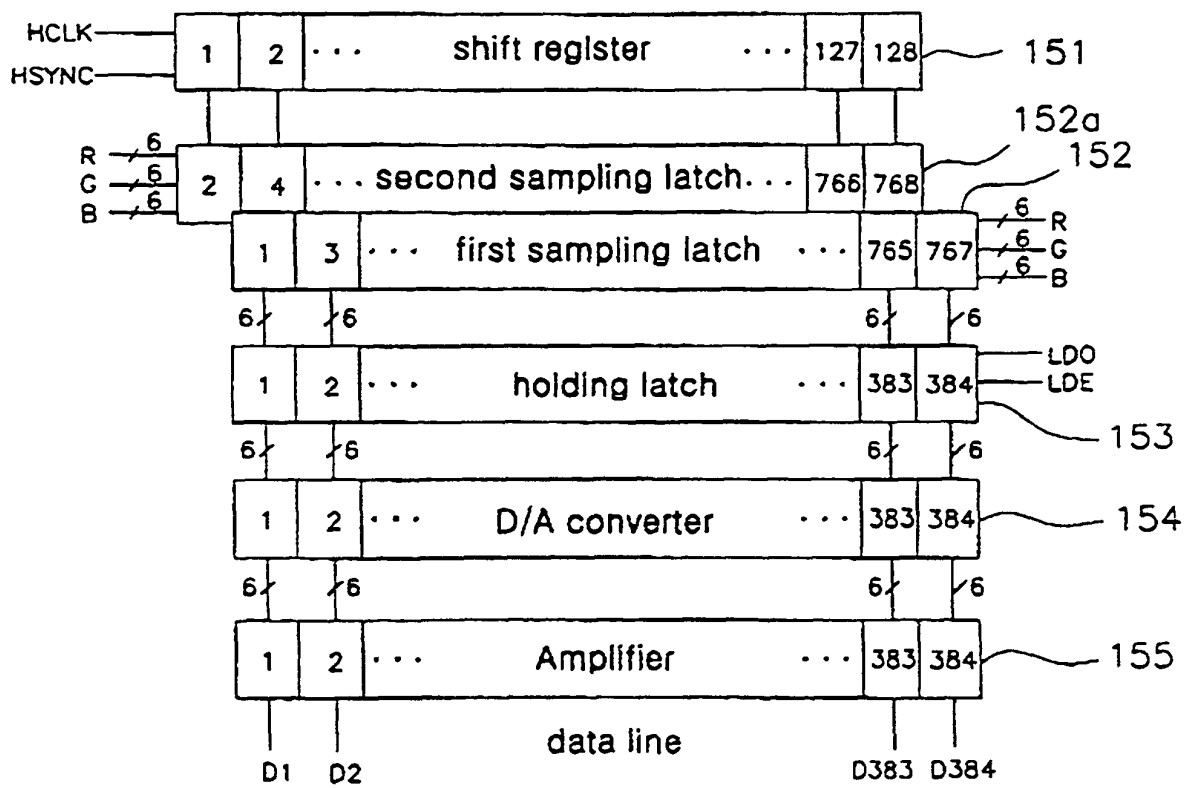 HCLK
HSYNC
1 2 ··· shift register ··· 127 128
151
152a
152
R 6
G 6
B 6
2 4 ··· second sampling latch ··· 766 768
1 3 ··· first sampling latch ··· 765 767
6 R
6 G
6 B
6 6 6 6
1 2 ··· holding latch ··· 383 384
LDO
LDE
153
6 6 6 6
1 2 ··· D/A converter ··· 383 384
154
6 6 6 6
1 2 ··· Amplifier ··· 383 384
155
data line
D1 D2 D383 D384